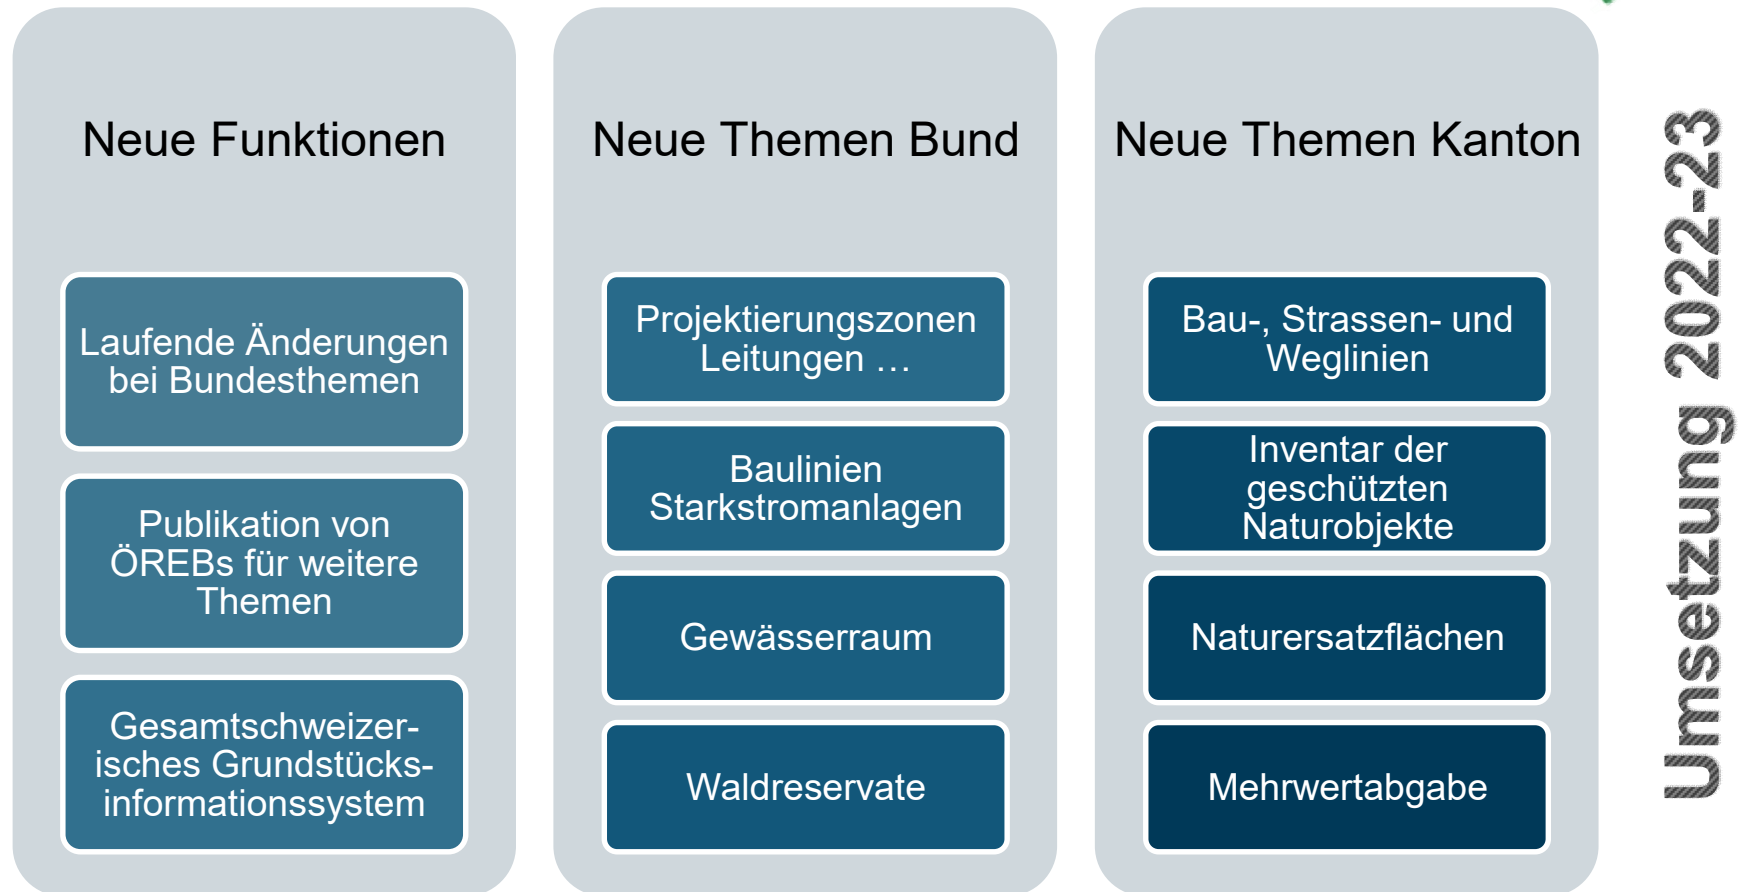 Neue Funktionen
Laufende Änderungen
bei Bundesthemen
Publikation von
ÖREBs für weitere
Themen
Gesamtschweizer-
isches Grundstücks-
informationssystem
Neue Themen Bund
Projektierungszonen
Leitungen …
Baulinien
Starkstromanlagen
Gewässerraum
Waldreservate
Neue Themen Kanton
Bau-, Strassen- und
Weglinien
Inventar der
geschützten
Naturobjekte
Naturersatzflächen
Mehrwertabgabe
Umsetzung 2022-23